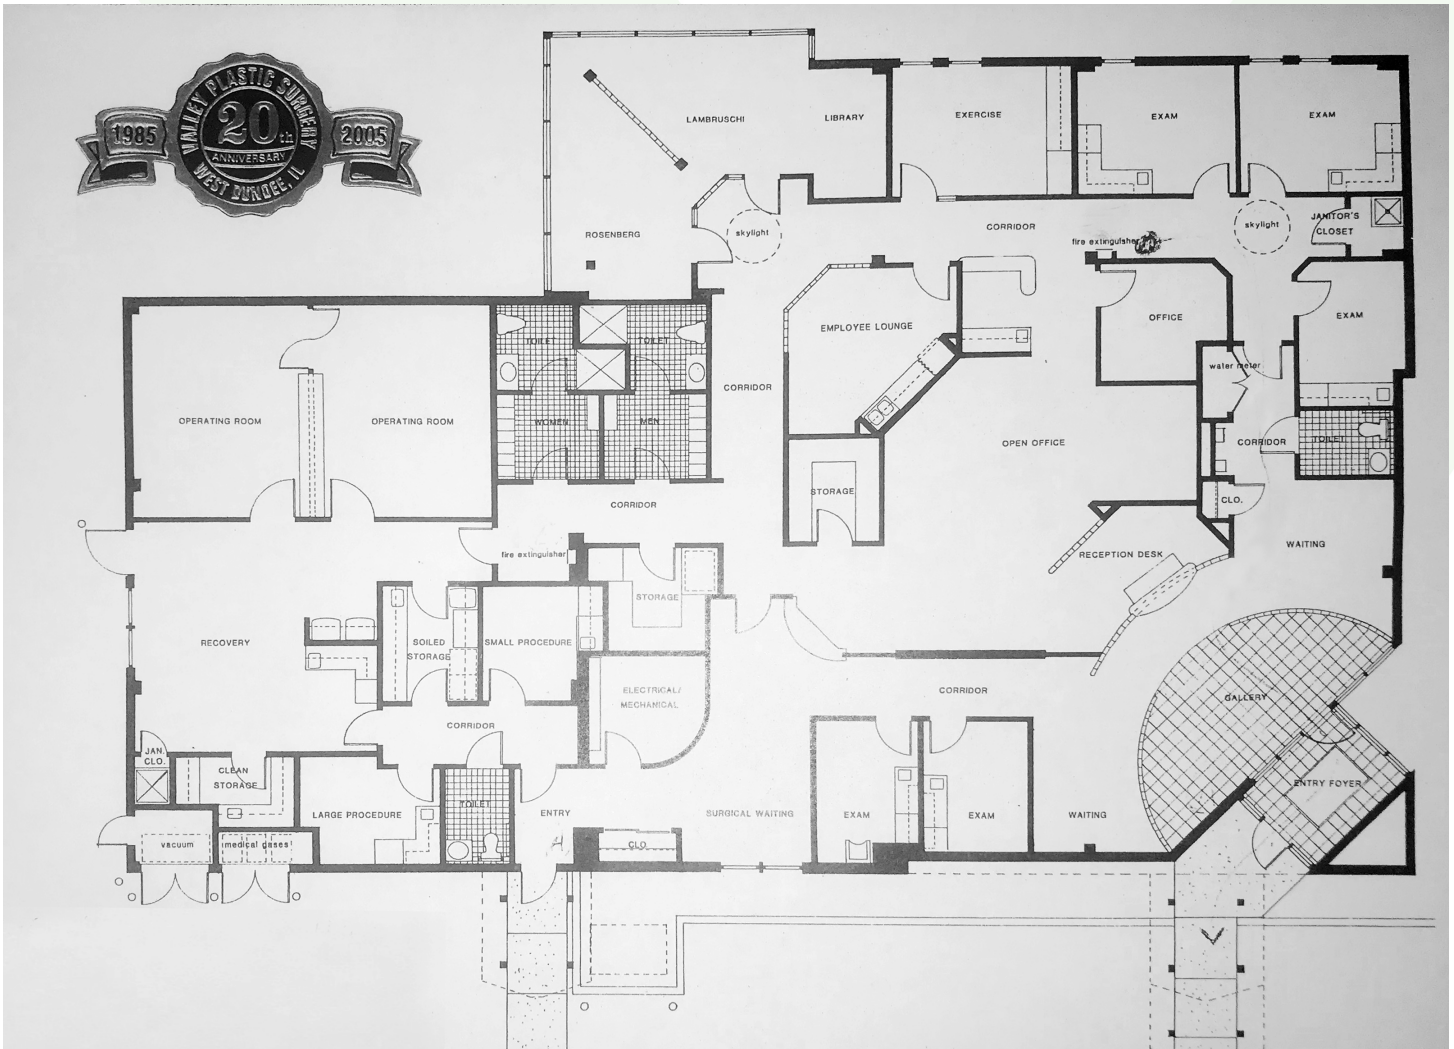 VALLEY PLASTIC SURGERY
1985
20th
2005
ANNIVERSARY
WEST DUNDEE, IL
LAMBRUSCHI
LIBRARY
EXERCISE
EXAM
EXAM
ROSENBERG
skylight
CORRIDOR
fire extinguisher
skylight
JANITOR'S
CLOSET
EMPLOYEE LOUNGE
OFFICE
EXAM
TOILET
TOILET
CORRIDOR
water meter
OPERATING ROOM
OPERATING ROOM
WOMEN
MEN
OPEN OFFICE
CORRIDOR
TOILET
STORAGE
CLO.
CORRIDOR
fire extinguisher
RECEPTION DESK
WAITING
STORAGE
RECOVERY
SOILED
STORAGE
SMALL PROCEDURE
ELECTRICAL/
MECHANICAL
CORRIDOR
GALLERY
CORRIDOR
JAN.
CLO.
CLEAN
STORAGE
TOILET
ENTRY FOYER
LARGE PROCEDURE
ENTRY
SURGICAL WAITING
EXAM
EXAM
WAITING
vacuum
medical gases
CLO.